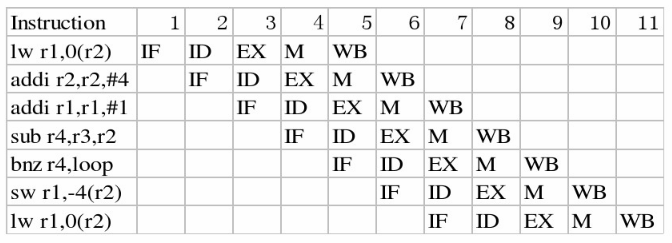 Instruction 1 2 3 4 5 6 7 8 9 10 11
lw r1,0(r2) IF ID EX M WB
addi r2,r2,#4 IF ID EX M WB
addi r1,r1,#1 IF ID EX M WB
sub r4,r3,r2 IF ID EX M WB
bnz r4,loop IF ID EX M WB
sw r1,-4(r2) IF ID EX M WB
lw r1,0(r2) IF ID EX M WB